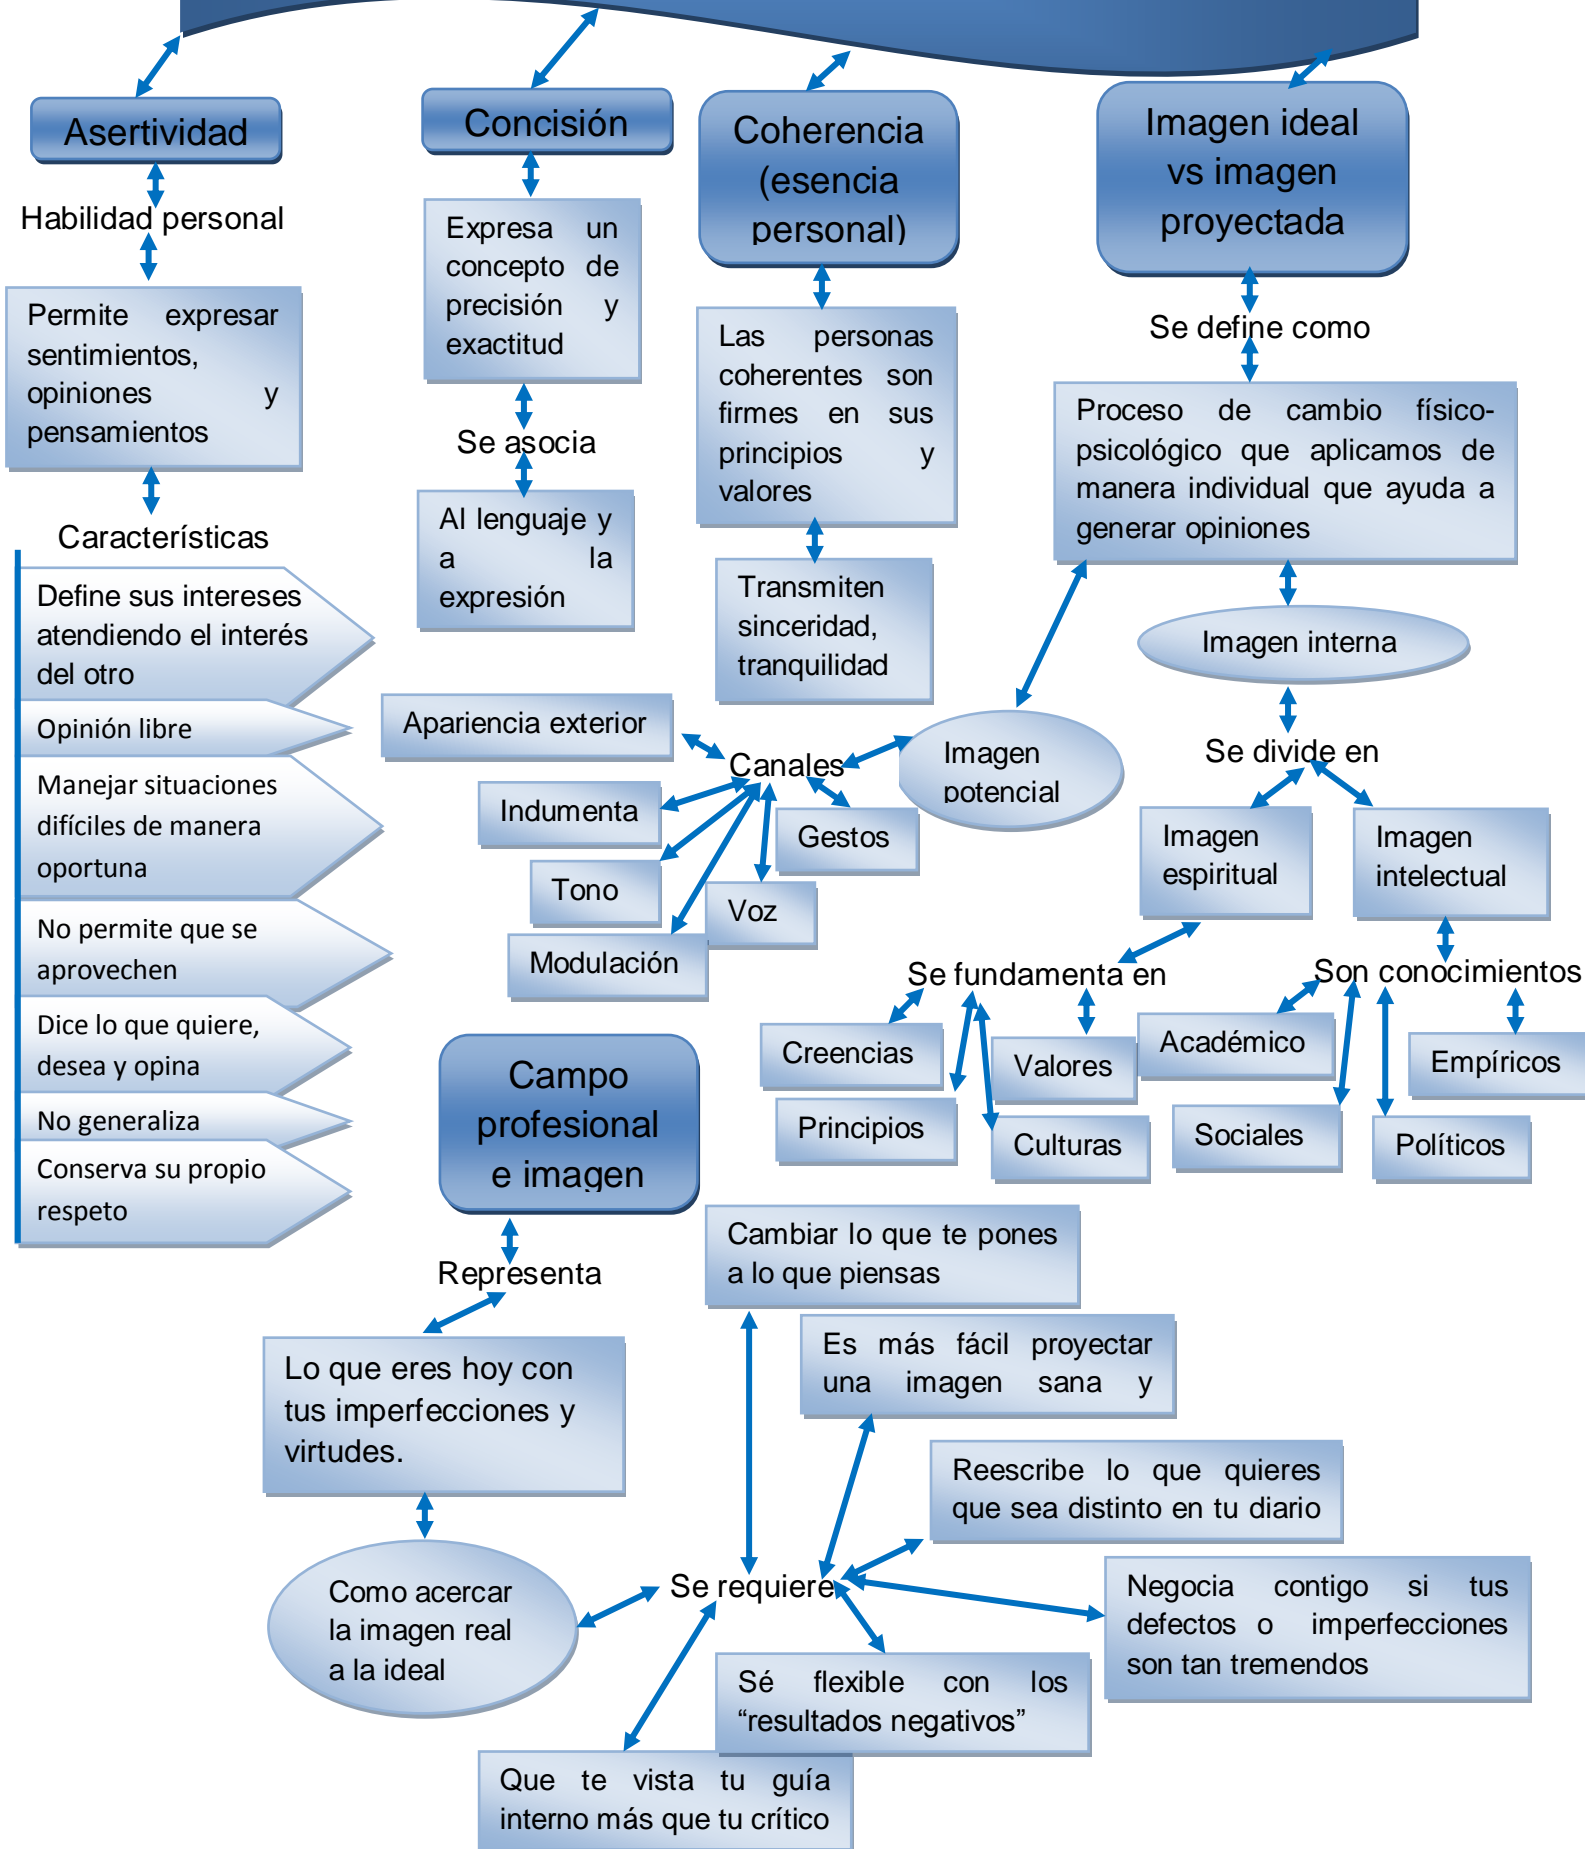 Asertividad
Habilidad personal
Permite expresar
sentimientos,
opiniones y
pensamientos
Características
Define sus intereses
atendiendo el interés
del otro
Opinión libre
Manejar situaciones
difíciles de manera
oportuna
No permite que se
aprovechen
Dice lo que quiere,
desea y opina
No generaliza
Conserva su propio
respeto
Concisión
Expresa un
concepto de
precisión y
exactitud
Se asocia
Al lenguaje y
a la
expresión
Coherencia
(esencia
personal)
Las personas
coherentes son
firmes en sus
principios y
valores
Transmiten
sinceridad,
tranquilidad
Imagen ideal
vs imagen
proyectada
Se define como
Proceso de cambio físico-
psicológico que aplicamos de
manera individual que ayuda a
generar opiniones
Imagen interna
Se divide en
Imagen
espiritual
Imagen
intelectual
Se fundamenta en
Creencias
Principios
Valores
Culturas
Son conocimientos
Académico
Sociales
Políticos
Empíricos
Imagen
potencial
Canales
Apariencia exterior
Indumenta
Tono
Modulación
Voz
Gestos
Campo
profesional
e imagen
Representa
Lo que eres hoy con
tus imperfecciones y
virtudes.
Como acercar
la imagen real
a la ideal
Se requiere
Cambiar lo que te pones
a lo que piensas
Es más fácil proyectar
una imagen sana y
Reescribe lo que quieres
que sea distinto en tu diario
Negocia contigo si tus
defectos o imperfecciones
son tan tremendos
Sé flexible con los
“resultados negativos”
Que te vista tu guía
interno más que tu crítico